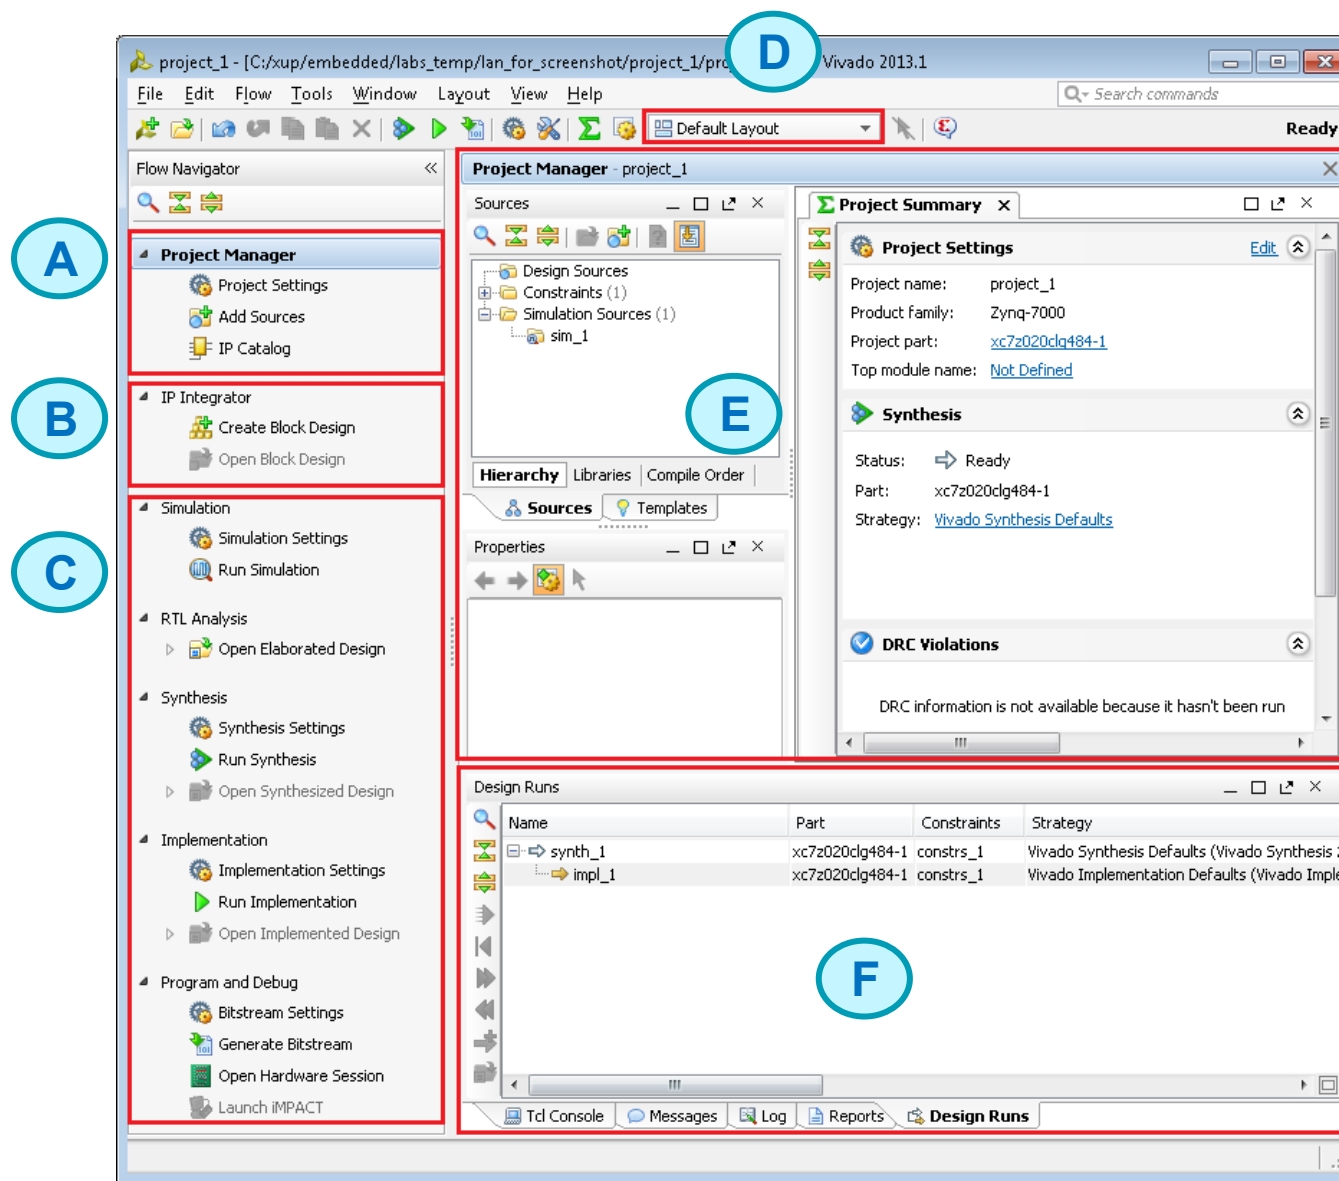 D
project_1 - [C:/xup/embedded/labs_temp/lan_for_screenshot/project_1/pro Vivado 2013.1
File Edit Flow Tools Window Layout View Help
Search commands
Default Layout
Ready
Flow Navigator
A
Project Manager
Project Settings
Add Sources
IP Catalog
B
IP Integrator
Create Block Design
Open Block Design
C
Simulation
Simulation Settings
Run Simulation
RTL Analysis
Open Elaborated Design
Synthesis
Synthesis Settings
Run Synthesis
Open Synthesized Design
Implementation
Implementation Settings
Run Implementation
Open Implemented Design
Program and Debug
Bitstream Settings
Generate Bitstream
Open Hardware Session
Launch iMPACT
Project Manager - project_1
Sources
Design Sources
Constraints (1)
Simulation Sources (1)
sim_1
E
Hierarchy Libraries Compile Order
Sources Templates
Properties
Project Summary
Project Settings Edit
Project name: project_1
Product family: Zynq-7000
Project part: xc7z020clg484-1
Top module name: Not Defined
Synthesis
Status: Ready
Part: xc7z020clg484-1
Strategy: Vivado Synthesis Defaults
DRC Violations
DRC information is not available because it hasn't been run
Design Runs
Name Part Constraints Strategy
synth_1 xc7z020clg484-1 constrs_1 Vivado Synthesis Defaults (Vivado Synthesis
impl_1 xc7z020clg484-1 constrs_1 Vivado Implementation Defaults (Vivado Imple
F
Tcl Console Messages Log Reports Design Runs